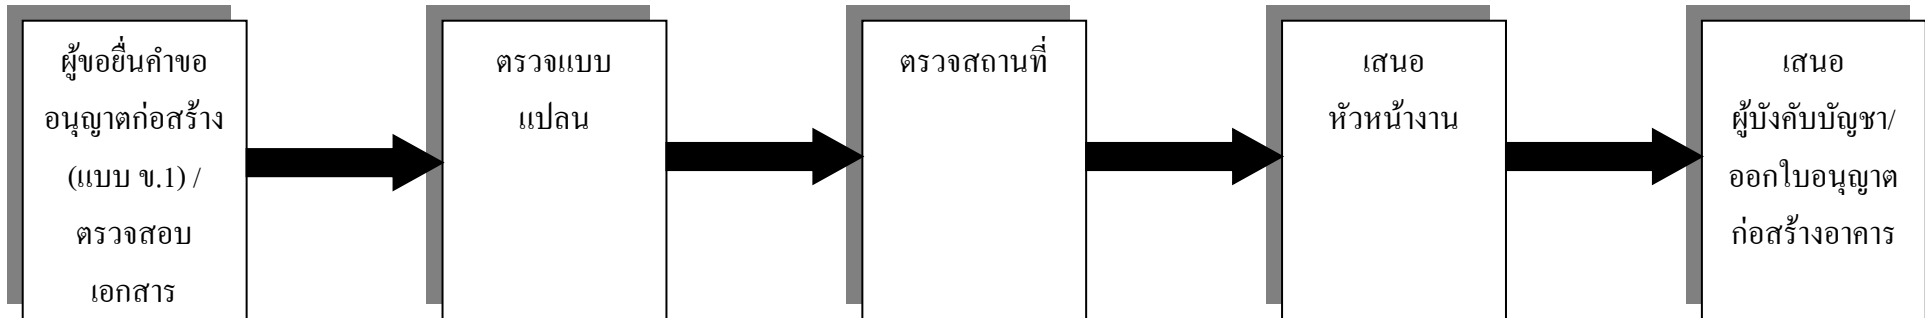 ผู้ขอยื่นคำขอ
อนุญาตก่อสร้าง
(แบบ ข.1) /
ตรวจสอบ
เอกสาร
ตรวจแบบ
แปลน
ตรวจสถานที่
เสนอ
หัวหน้างาน
เสนอ
ผู้บังคับบัญชา/
ออกใบอนุญาต
ก่อสร้างอาคาร